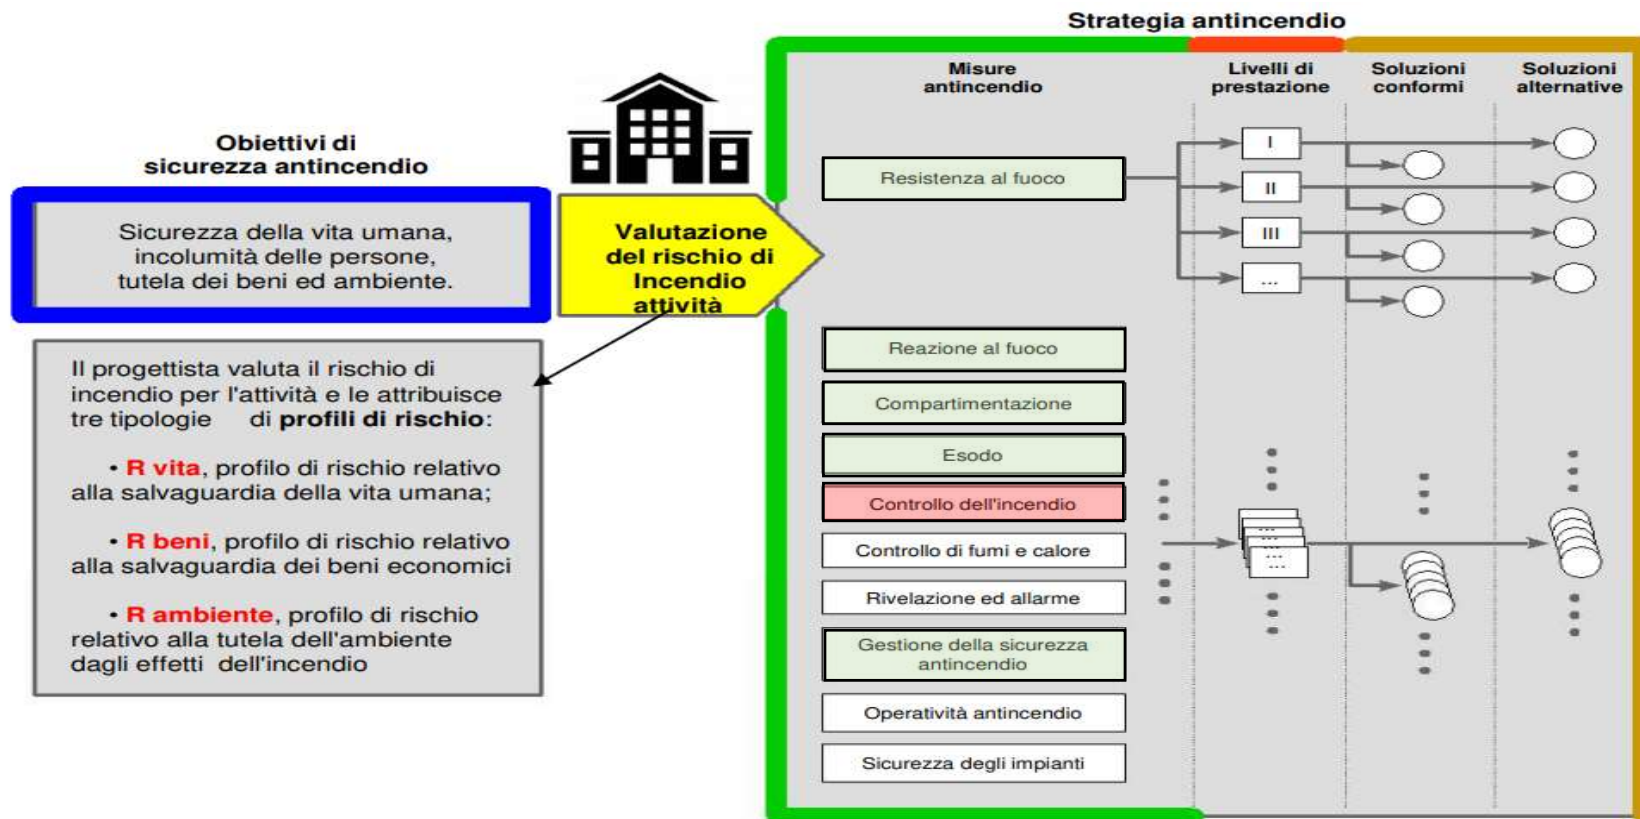 Strategia antincendio
Obiettivi di
sicurezza antincendio
Sicurezza della vita umana,
incolumità delle persone,
tutela dei beni ed ambiente.
Valutazione
del rischio di
Incendio
attività
Il progettista valuta il rischio di
incendio per l'attività e le attribuisce
tre tipologie di profili di rischio:
• R vita, profilo di rischio relativo
alla salvaguardia della vita umana;
• R beni, profilo di rischio relativo
alla salvaguardia dei beni economici
• R ambiente, profilo di rischio
relativo alla tutela dell'ambiente
dagli effetti dell'incendio
Misure
antincendio
Livelli di
prestazione
Soluzioni
conformi
Soluzioni
alternative
Resistenza al fuoco
I
II
III
...
Reazione al fuoco
Compartimentazione
Esodo
Controllo dell'incendio
Controllo di fumi e calore
Rivelazione ed allarme
Gestione della sicurezza
antincendio
Operatività antincendio
Sicurezza degli impianti
...
...
...